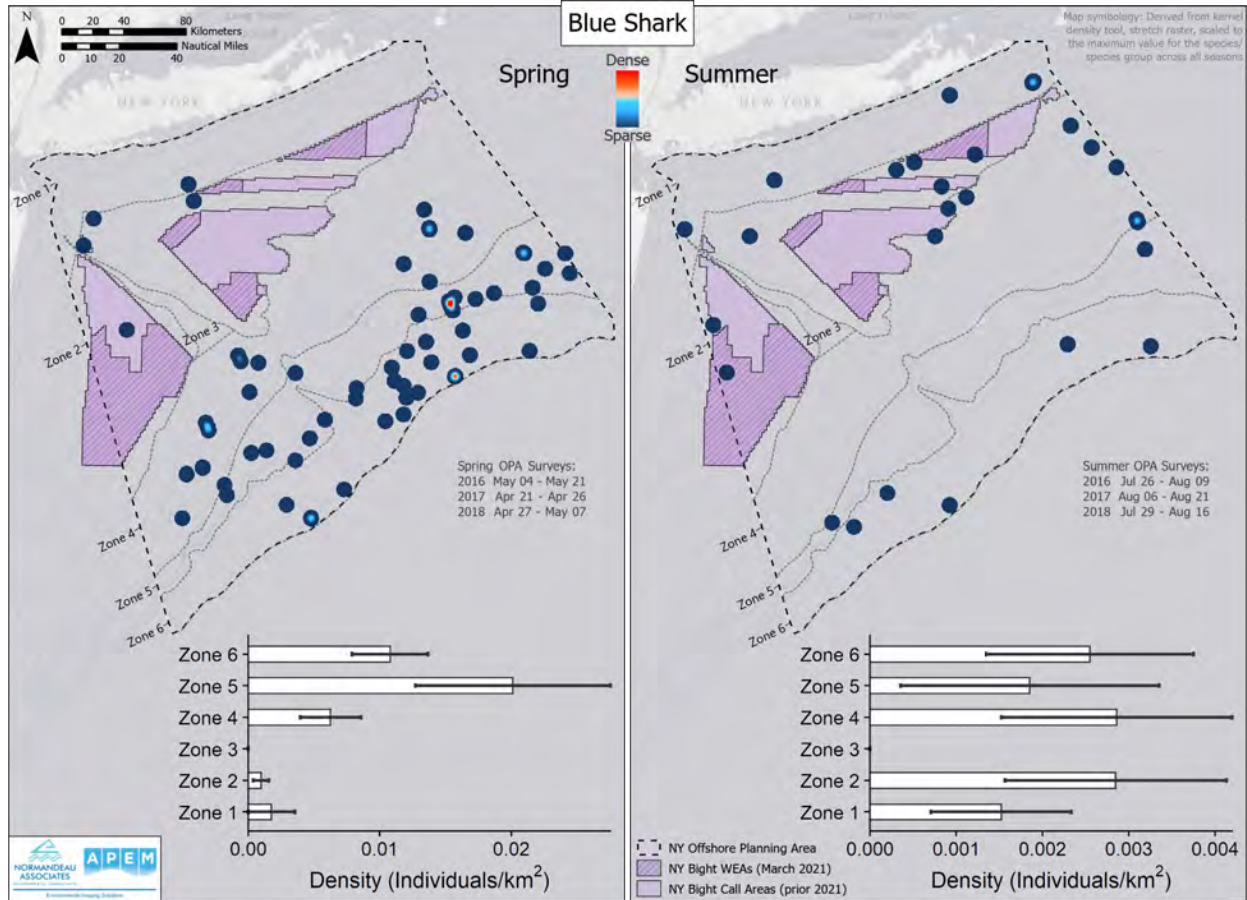 Blue Shark
N
0 20 40 80
Kilometers
Nautical Miles
0 10 20 40
Map symbology: Derived from kernel
density tool, stretch raster, scaled to
the maximum value for the species/
species group across all seasons
Spring
Dense
Sparse
Summer
NEW YORK
NEW YORK
Zone 1
Zone 2
Zone 3
Zone 4
Zone 5
Zone 6
Spring OPA Surveys:
2016 May 04 - May 21
2017 Apr 21 - Apr 26
2018 Apr 27 - May 07
Zone 1
Zone 2
Zone 3
Zone 4
Zone 5
Zone 6
Summer OPA Surveys:
2016 Jul 26 - Aug 09
2017 Aug 06 - Aug 21
2018 Jul 29 - Aug 16
Zone 6
Zone 5
Zone 4
Zone 3
Zone 2
Zone 1
0.00 0.01 0.02
Density (Individuals/km²)
Zone 6
Zone 5
Zone 4
Zone 3
Zone 2
Zone 1
0.000 0.001 0.002 0.003 0.004
Density (Individuals/km²)
NY Offshore Planning Area
NY Bight WEAs (March 2021)
NY Bight Call Areas (prior 2021)
NORMANDEAU
ASSOCIATES
APEM